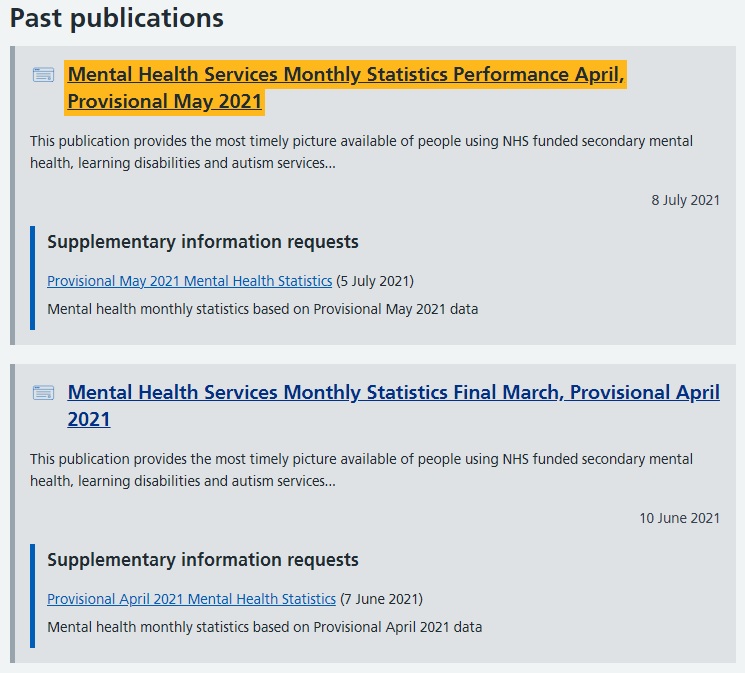 Past publications
Mental Health Services Monthly Statistics Performance April,
Provisional May 2021
This publication provides the most timely picture available of people using NHS funded secondary mental
health, learning disabilities and autism services...
8 July 2021
Supplementary information requests
Provisional May 2021 Mental Health Statistics (5 July 2021)
Mental health monthly statistics based on Provisional May 2021 data
Mental Health Services Monthly Statistics Final March, Provisional April
2021
This publication provides the most timely picture available of people using NHS funded secondary mental
health, learning disabilities and autism services...
10 June 2021
Supplementary information requests
Provisional April 2021 Mental Health Statistics (7 June 2021)
Mental health monthly statistics based on Provisional April 2021 data